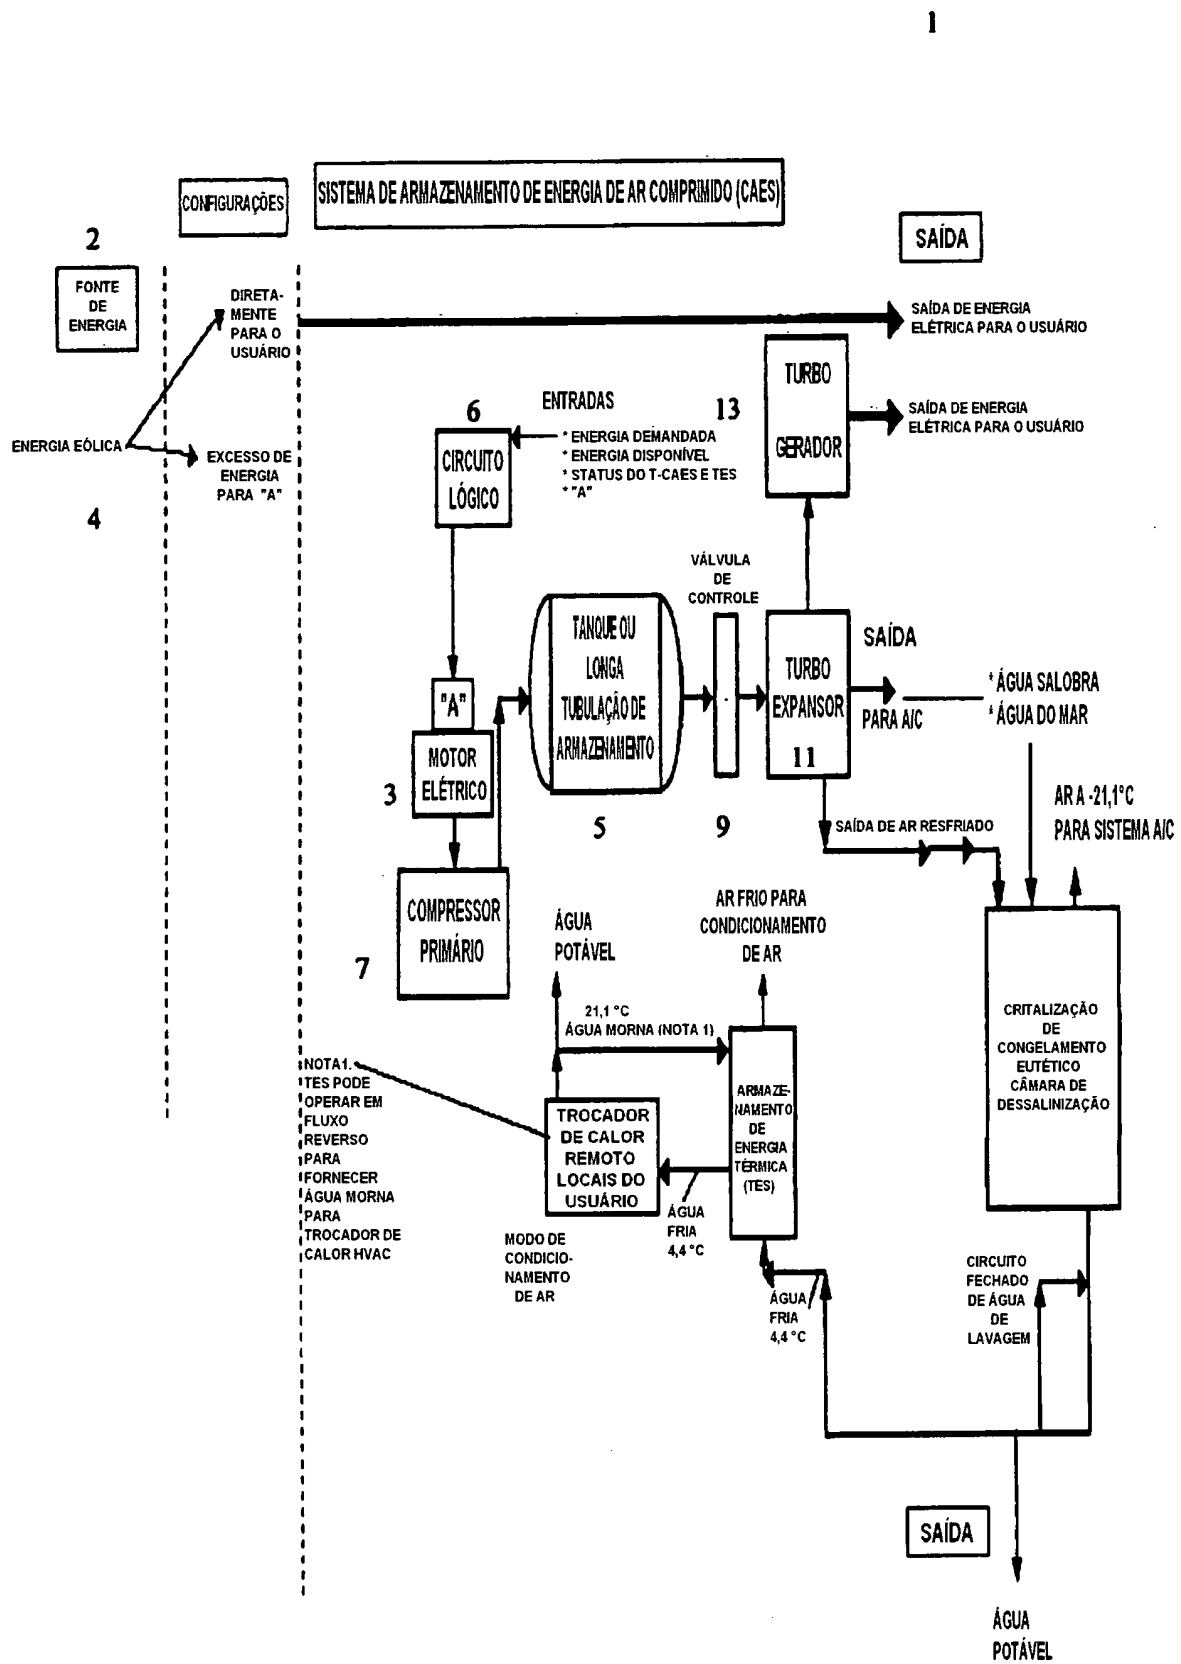 1
CONFIGURAÇÕES
SISTEMA DE ARMAZENAMENTO DE ENERGIA DE AR COMPRIMIDO (CAES)
SAÍDA
2
FONTE
DE
ENERGIA
DIRETA-
MENTE
PARA O
USUÁRIO
SAÍDA DE ENERGIA
ELÉTRICA PARA O USUÁRIO
ENERGIA EÓLICA
EXCESSO DE
ENERGIA
PARA "A"
4
6
CIRCUITO
LÓGICO
ENTRADAS
* ENERGIA DEMANDADA
* ENERGIA DISPONÍVEL
* STATUS DO T-CAES E TES
* "A"
13
TURBO
GERADOR
SAÍDA DE ENERGIA
ELÉTRICA PARA O USUÁRIO
"A"
MOTOR
ELÉTRICO
3
COMPRESSOR
PRIMÁRIO
7
TANQUE OU
LONGA
TUBULAÇÃO DE
ARMAZENAMENTO
5
VÁLVULA
DE
CONTROLE
9
TURBO
EXPANSOR
11
SAÍDA
PARA A/C
* ÁGUA SALOBRA
* ÁGUA DO MAR
SAÍDA DE AR RESFRIADO
AR A -21,1°C
PARA SISTEMA A/C
CRITALIZAÇÃO
DE
CONGELAMENTO
EUTÉTICO
CÂMARA DE
DESSALINIZAÇÃO
ÁGUA
POTÁVEL
AR FRIO PARA
CONDICIONAMENTO
DE AR
21,1 °C
ÁGUA MORNA (NOTA 1)
NOTA1.
TES PODE
OPERAR EM
FLUXO
REVERSO
PARA
FORNECER
ÁGUA MORNA
PARA
TROCADOR DE
CALOR HVAC
TROCADOR
DE CALOR
REMOTO
LOCAIS DO
USUÁRIO
MODO DE
CONDICIO-
NAMENTO
DE AR
ÁGUA
FRIA
4,4 °C
ARMAZE-
NAMENTO
DE
ENERGIA
TÉRMICA
(TES)
ÁGUA
FRIA
4,4 °C
CIRCUITO
FECHADO
DE ÁGUA
DE
LAVAGEM
SAÍDA
ÁGUA
POTÁVEL